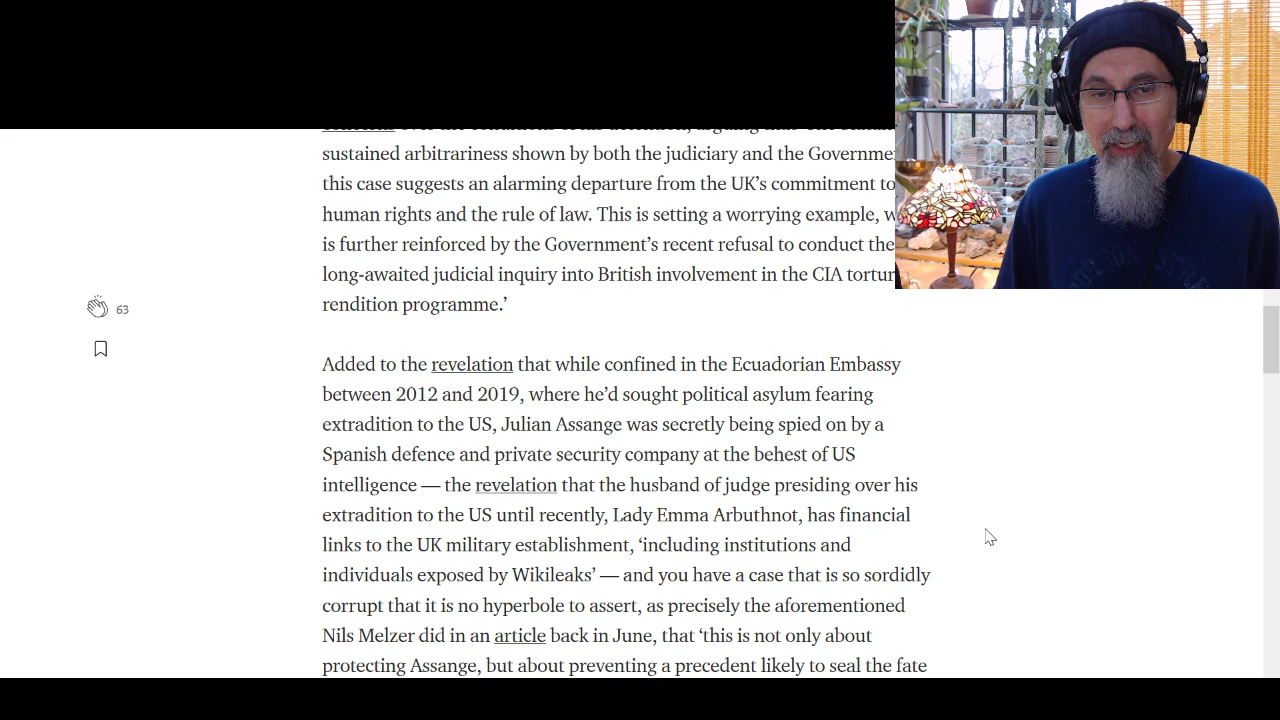 sustained arbitrariness shown by both the judiciary and the
this case suggests an alarming departure from the UK’s commitment to
human rights and the rule of law. This is setting a worrying example,
is further reinforced by the Government’s recent refusal to conduct the
long-awaited judicial inquiry into British involvement in the CIA
rendition programme.’
63
Added to the revelation that while confined in the Ecuadorian Embassy
between 2012 and 2019, where he’d sought political asylum fearing
extradition to the US, Julian Assange was secretly being spied on by a
Spanish defence and private security company at the behest of US
intelligence — the revelation that the husband of judge presiding over his
extradition to the US until recently, Lady Emma Arbuthnot, has financial
links to the UK military establishment, ‘including institutions and
individuals exposed by Wikileaks’ — and you have a case that is so sordidly
corrupt that it is no hyperbole to assert, as precisely the aforementioned
Nils Melzer did in an article back in June, that ‘this is not only about
protecting Assange, but about preventing a precedent likely to seal the fate